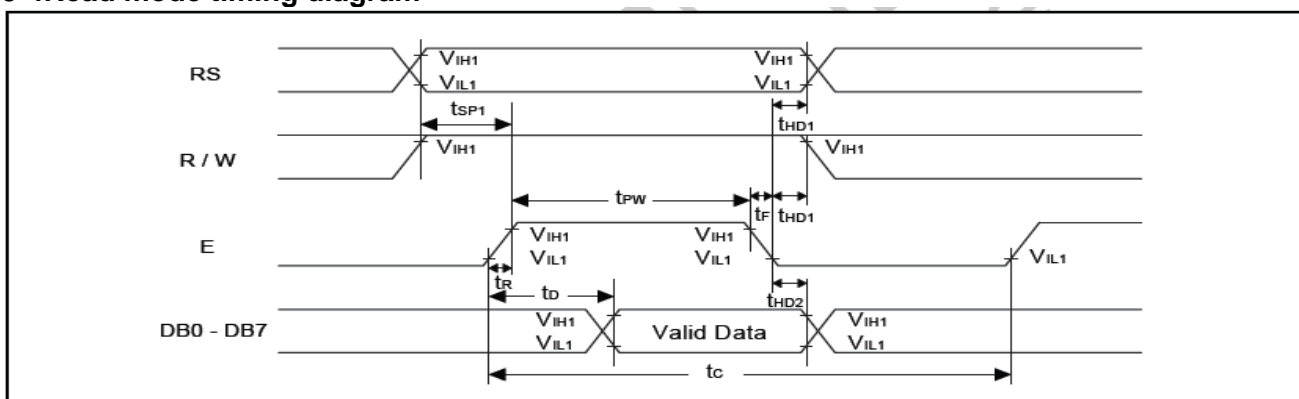 Read mode timing diagram
RS
VIH1
VIL1
VIH1
VIL1
tSP1
tHD1
R / W
VIH1
VIH1
tPW
tF
tHD1
E
VIH1
VIL1
VIH1
VIL1
VIL1
tR
tD
tHD2
DB0 - DB7
VIH1
VIL1
Valid Data
VIH1
VIL1
tC